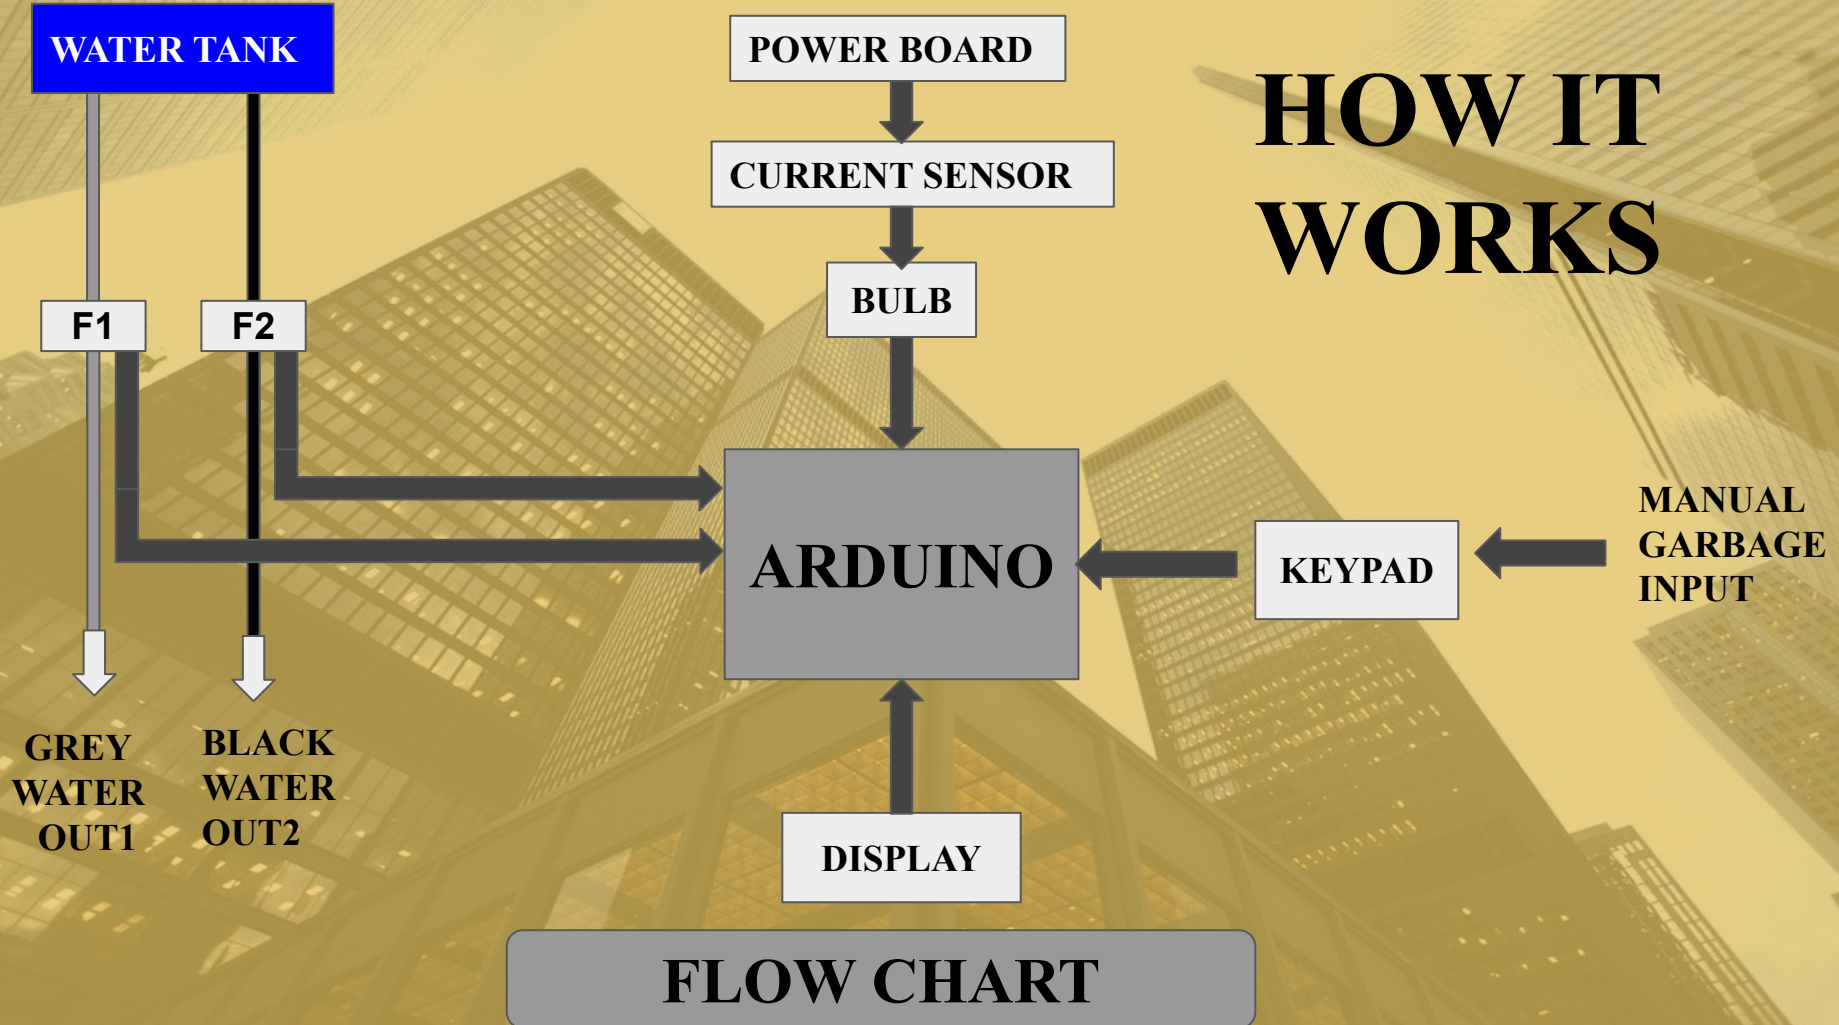 WATER TANK
POWER BOARD
HOW IT
WORKS
CURRENT SENSOR
BULB
F1
F2
ARDUINO
KEYPAD
MANUAL
GARBAGE
INPUT
GREY
WATER
OUT1
BLACK
WATER
OUT2
DISPLAY
FLOW CHART